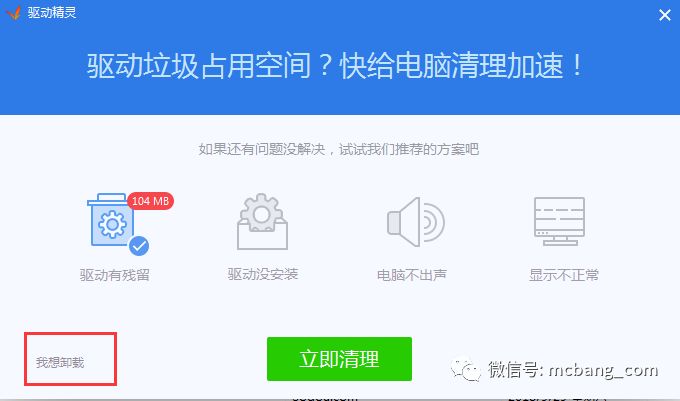 驱动精灵
驱动垃圾占用空间？快给电脑清理加速！
如果还有问题没解决，试试我们推荐的方案吧
104 MB
驱动有残留
驱动没安装
电脑不出声
显示不正常
我想卸载
立即清理
微信号: mcbang_com